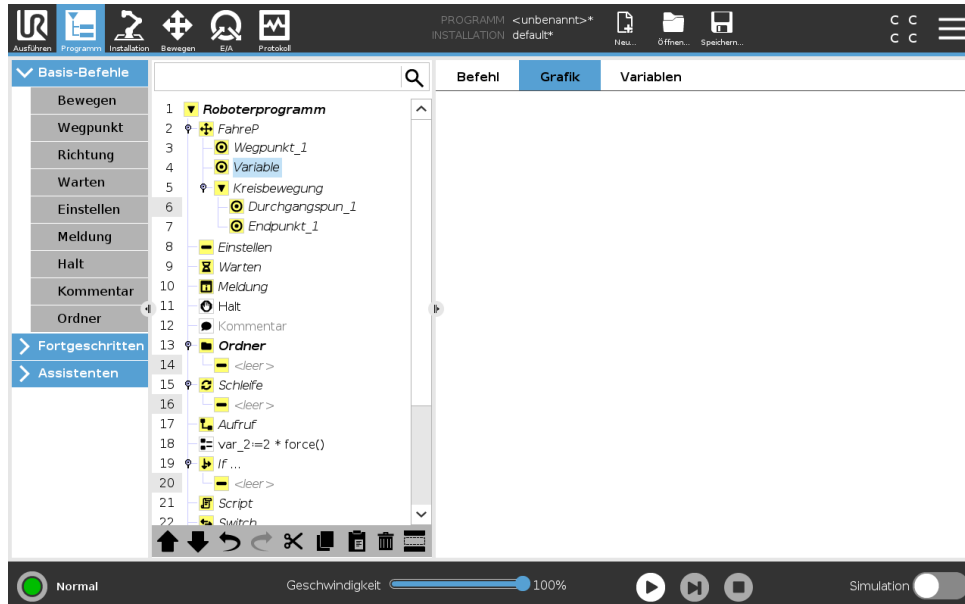 PROGRAMM <unbenannt>*
INSTALLATION default*
Ausführen Programm Installation Bewegen E/A Protokoll
Neu... Öffnen... Speichern...
C C
C C
Basis-Befehle
Bewegen
Wegpunkt
Richtung
Warten
Einstellen
Meldung
Halt
Kommentar
Ordner
Fortgeschritten
Assistenten
1 Roboterprogramm
2 FahreP
3 Wegpunkt_1
4 Variable
5 Kreisbewegung
6 Durchgangspun_1
7 Endpunkt_1
8 Einstellen
9 Warten
10 Meldung
11 Halt
12 Kommentar
13 Ordner
14 <leer>
15 Schleife
16 <leer>
17 Aufruf
18 var_2:=2 * force()
19 If ...
20 <leer>
21 Script
22 Switch
Befehl Grafik Variablen
Normal
Geschwindigkeit 100%
Simulation